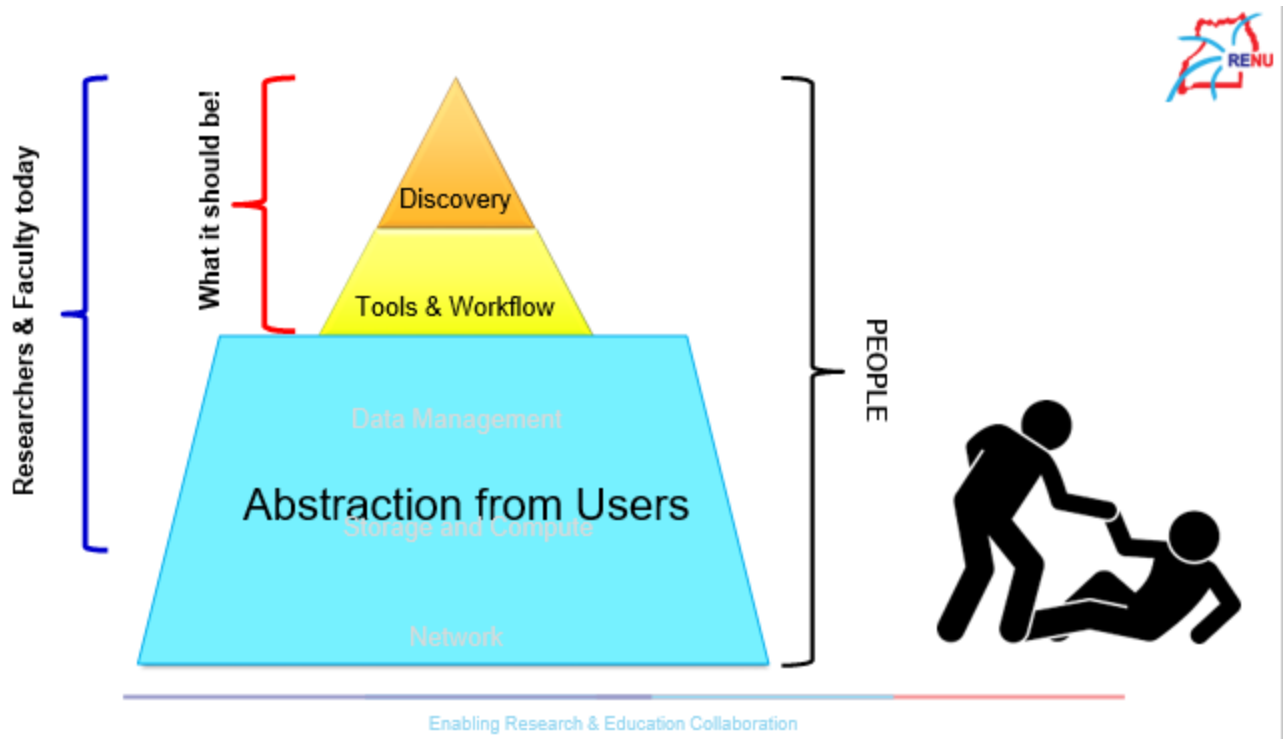 RENU
Researchers & Faculty today
What it should be!
Discovery
Tools & Workflow
Data Management
Abstraction from Users
Storage and Compute
Network
PEOPLE
Enabling Research & Education Collaboration